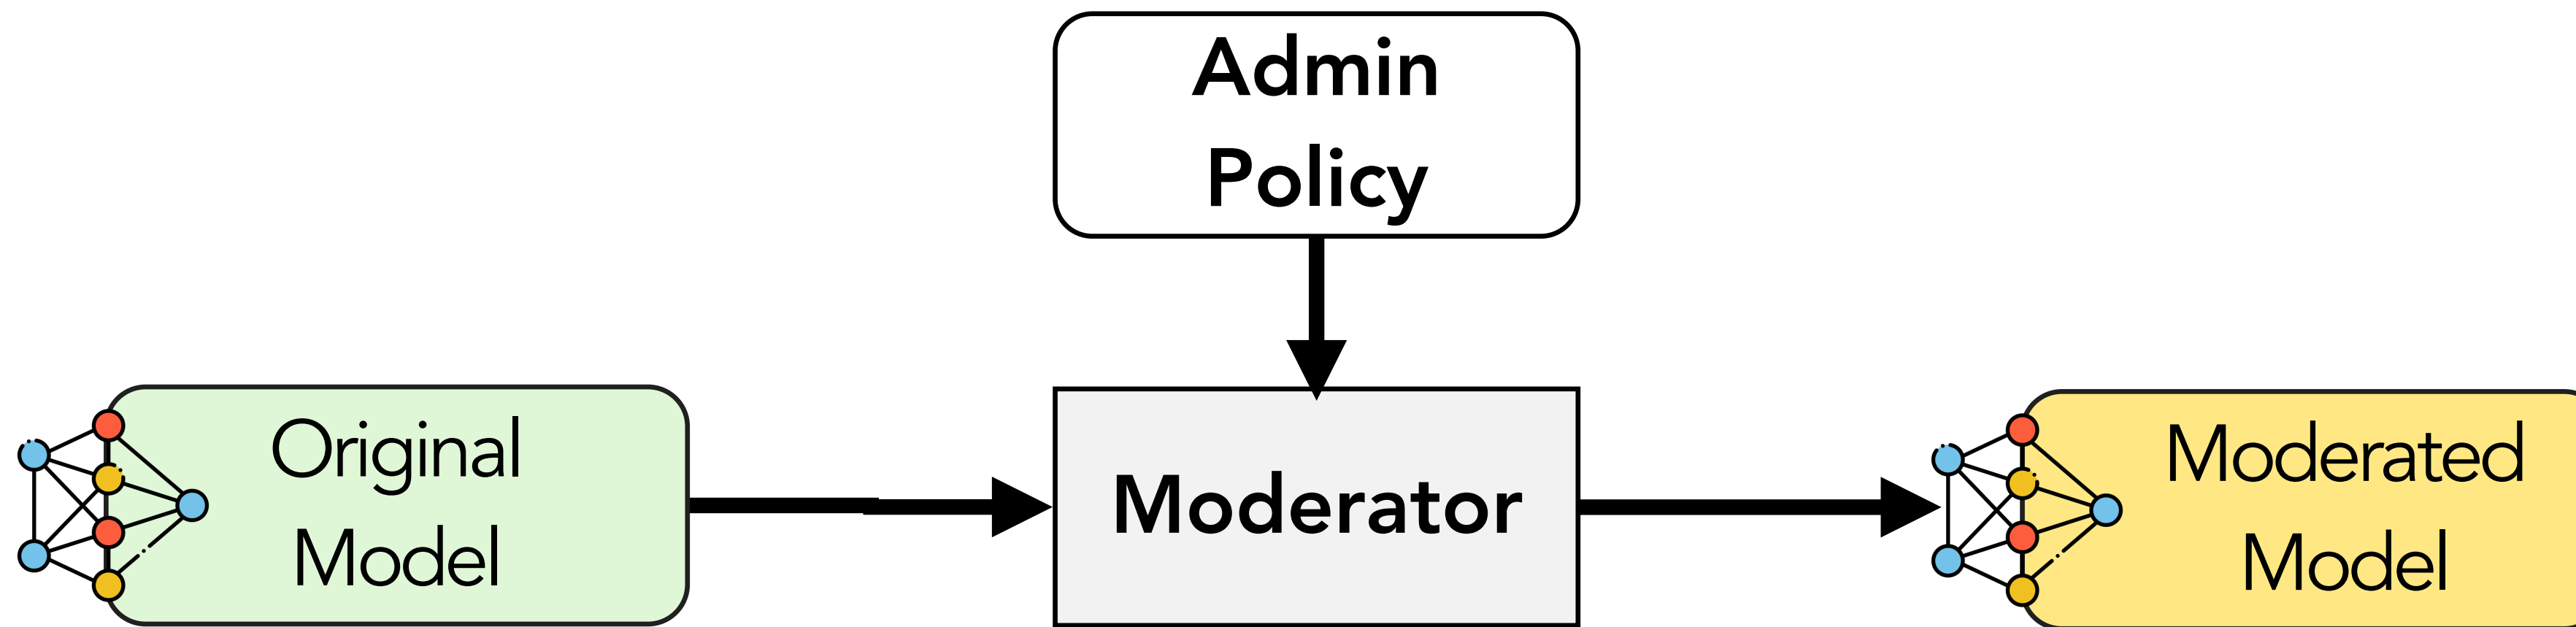 Admin
Policy
Original
Model
Moderator
Moderated
Model